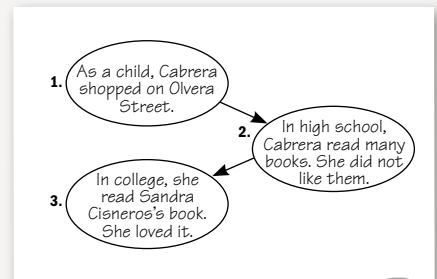 1.
As a child, Cabrera
shopped on Olvera
Street.
2.
In high school,
Cabrera read many
books. She did not
like them.
3.
In college, she
read Sandra
Cisneros's book.
She loved it.